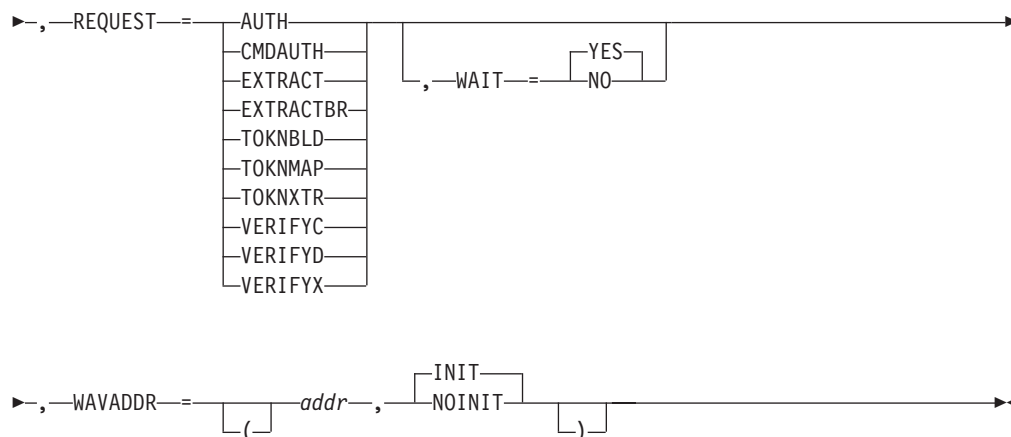 , REQUEST = AUTH
CMDAUTH
EXTRACT
EXTRACTBR
TOKNBLD
TOKNMAP
TOKNXTR
VERIFYC
VERIFYD
VERIFYX
, WAIT = YES
NO
, WAVADDR = ( addr , INIT
NOINIT )